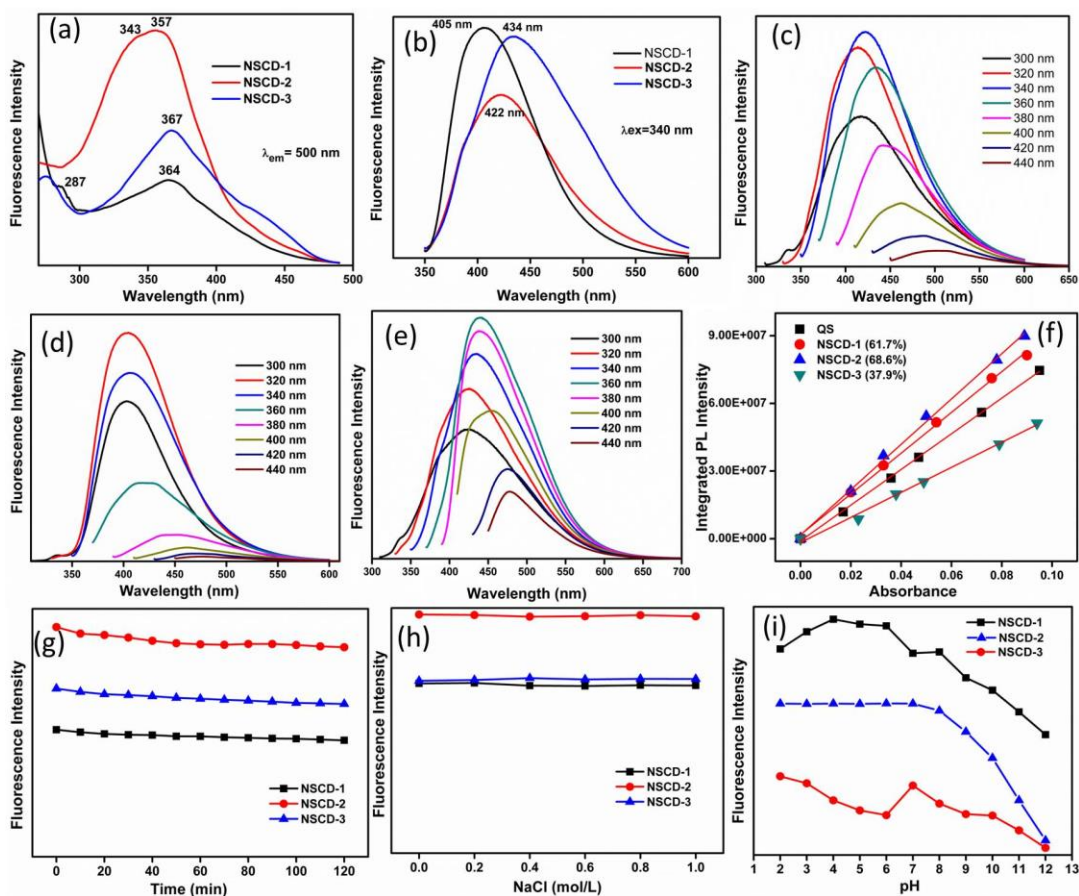 (a)
343 357
NSCD-1
NSCD-2
NSCD-3
367
λem= 500 nm
287
364
Fluorescence Intensity
300 350 400 450 500
Wavelength (nm)
(b)
405 nm
434 nm
NSCD-1
NSCD-2
NSCD-3
422 nm
λex=340 nm
Fluorescence Intensity
350 400 450 500 550 600
Wavelength (nm)
(c)
300 nm
320 nm
340 nm
360 nm
380 nm
400 nm
420 nm
440 nm
Fluorescence Intensity
300 350 400 450 500 550 600 650
Wavelength (nm)
(d)
300 nm
320 nm
340 nm
360 nm
380 nm
400 nm
420 nm
440 nm
Fluorescence Intensity
350 400 450 500 550 600
Wavelength (nm)
(e)
300 nm
320 nm
340 nm
360 nm
380 nm
400 nm
420 nm
440 nm
Fluorescence Intensity
300 350 400 450 500 550 600 650 700
Wavelength (nm)
(f)
QS
NSCD-1 (61.7%)
NSCD-2 (68.6%)
NSCD-3 (37.9%)
Integrated PL Intensity
9.00E+007
6.00E+007
3.00E+007
0.00E+000
0.00 0.02 0.04 0.06 0.08 0.10
Absorbance
(g)
NSCD-1
NSCD-2
NSCD-3
Fluorescence Intensity
0 20 40 60 80 100 120
Time (min)
(h)
NSCD-1
NSCD-2
NSCD-3
Fluorescence Intensity
0.0 0.2 0.4 0.6 0.8 1.0
NaCl (mol/L)
(i)
NSCD-1
NSCD-2
NSCD-3
Fluorescence Intensity
1 2 3 4 5 6 7 8 9 10 11 12 13
pH